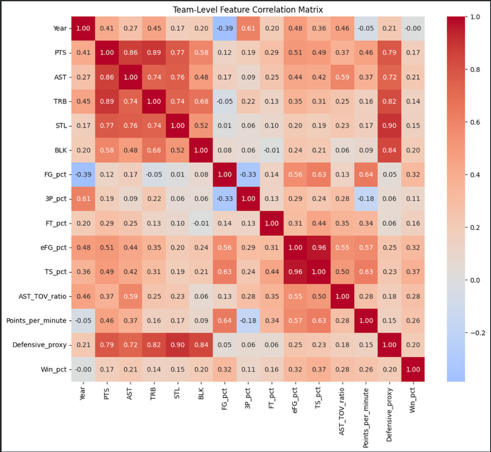 Team-Level Feature Correlation Matrix
Year 1.00 0.41 0.27 0.45 0.17 0.20 -0.39 0.61 0.20 0.48 0.36 0.46 -0.05 0.21 -0.00
PTS 0.41 1.00 0.86 0.89 0.77 0.58 0.12 0.19 0.29 0.51 0.49 0.37 0.46 0.79 0.17
AST 0.27 0.86 1.00 0.74 0.76 0.48 0.17 0.09 0.25 0.44 0.42 0.59 0.37 0.72 0.21
TRB 0.45 0.89 0.74 1.00 0.74 0.68 -0.05 0.22 0.13 0.35 0.31 0.25 0.16 0.82 0.14
STL 0.17 0.77 0.76 0.74 1.00 0.52 0.01 0.06 0.10 0.20 0.19 0.23 0.17 0.90 0.15
BLK 0.20 0.58 0.48 0.68 0.52 1.00 0.08 0.06 -0.01 0.24 0.21 0.06 0.09 0.84 0.20
FG_pct -0.39 0.12 0.17 -0.05 0.01 0.08 1.00 -0.33 0.14 0.56 0.63 0.13 0.64 0.05 0.32
3P_pct 0.61 0.19 0.09 0.22 0.06 0.06 -0.33 1.00 0.13 0.29 0.24 0.28 -0.18 0.06 0.11
FT_pct 0.20 0.29 0.25 0.13 0.10 -0.01 0.14 0.13 1.00 0.31 0.44 0.35 0.34 0.06 0.16
eFG_pct 0.48 0.51 0.44 0.35 0.20 0.24 0.56 0.29 0.31 1.00 0.96 0.55 0.57 0.25 0.32
TS_pct 0.36 0.49 0.42 0.31 0.19 0.21 0.63 0.24 0.44 0.96 1.00 0.50 0.63 0.23 0.37
AST_TOV_ratio 0.46 0.37 0.59 0.25 0.23 0.06 0.13 0.28 0.35 0.55 0.50 1.00 0.28 0.18 0.28
Points_per_minute -0.05 0.46 0.37 0.16 0.17 0.09 0.64 -0.18 0.34 0.57 0.63 0.28 1.00 0.15 0.26
Defensive_proxy 0.21 0.79 0.72 0.82 0.90 0.84 0.05 0.06 0.06 0.25 0.23 0.18 0.15 1.00 0.20
Win_pct -0.00 0.17 0.21 0.14 0.15 0.20 0.32 0.11 0.16 0.32 0.37 0.28 0.26 0.20 1.00
Year PTS AST TRB STL BLK FG_pct 3P_pct FT_pct eFG_pct TS_pct AST_TOV_ratio Points_per_minute Defensive_proxy Win_pct
1.0
0.8
0.6
0.4
0.2
0.0
−0.2